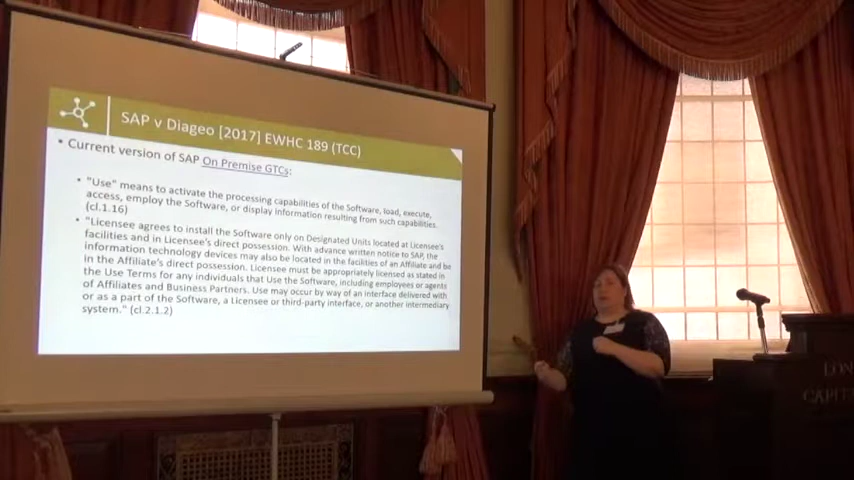 SAP v Diageo [2017] EWHC 189 (TCC)
• Current version of SAP On Premise GTCs:
• "Use" means to activate the processing capabilities of the Software, load, execute,
access, employ the Software, or display information resulting from such capabilities.
(cl.1.16)
• "Licensee agrees to install the Software only on Designated Units located at Licensee's
facilities and in Licensee's direct possession. With advance written notice to SAP, the
information technology devices may also be located in the facilities of an Affiliate and be
in the Affiliate's direct possession. Licensee must be appropriately licensed as stated in
the Use Terms for any individuals that Use the Software, including employees or agents
of Affiliates and Business Partners. Use may occur by way of an interface delivered with
or as a part of the Software, a Licensee or third-party interface, or another intermediary
system." (cl.2.1.2)